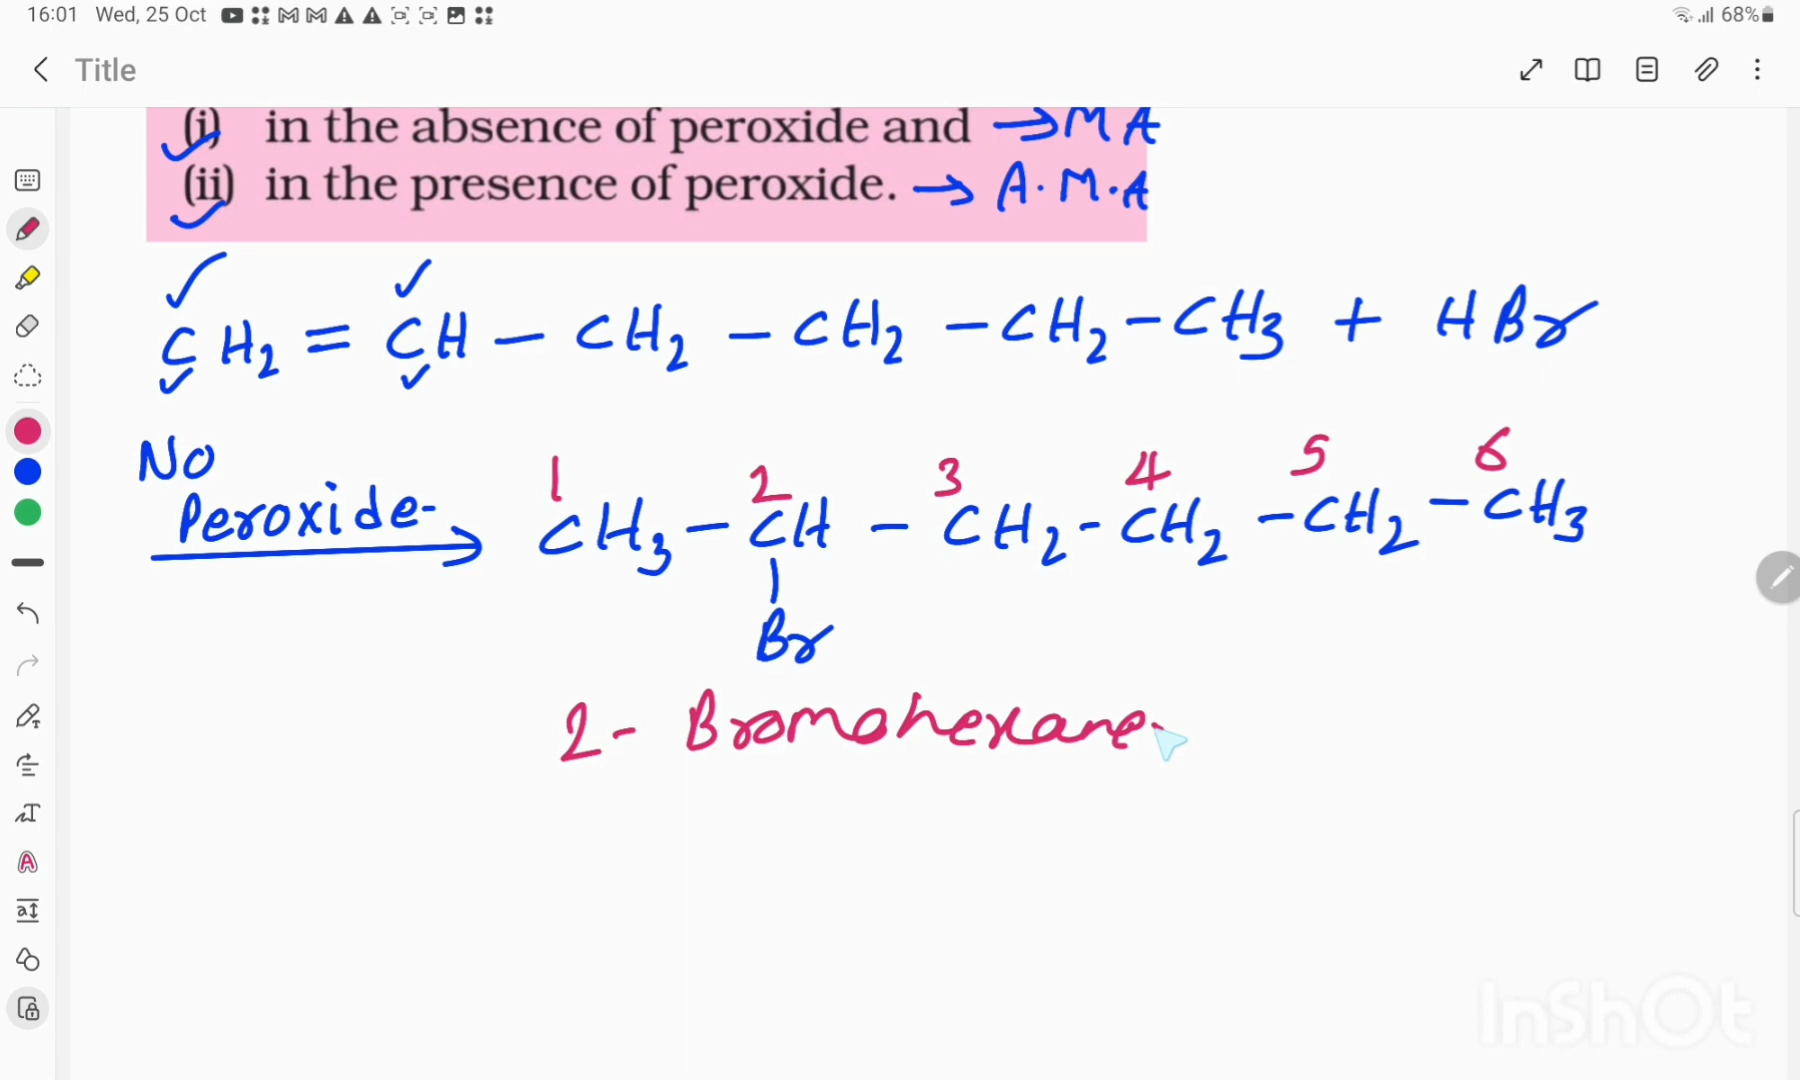 16:01 Wed, 25 Oct 68%
Title
(i) in the absence of peroxide and → M A
(ii) in the presence of peroxide. → A.M.A
CH2 = CH - CH2 - CH2 - CH2 - CH3 + HBr
No
Peroxide-
1 2 3 4 5 6
CH3 - CH - CH2 - CH2 - CH2 - CH3
Br
2- Bromohexane
InShOt